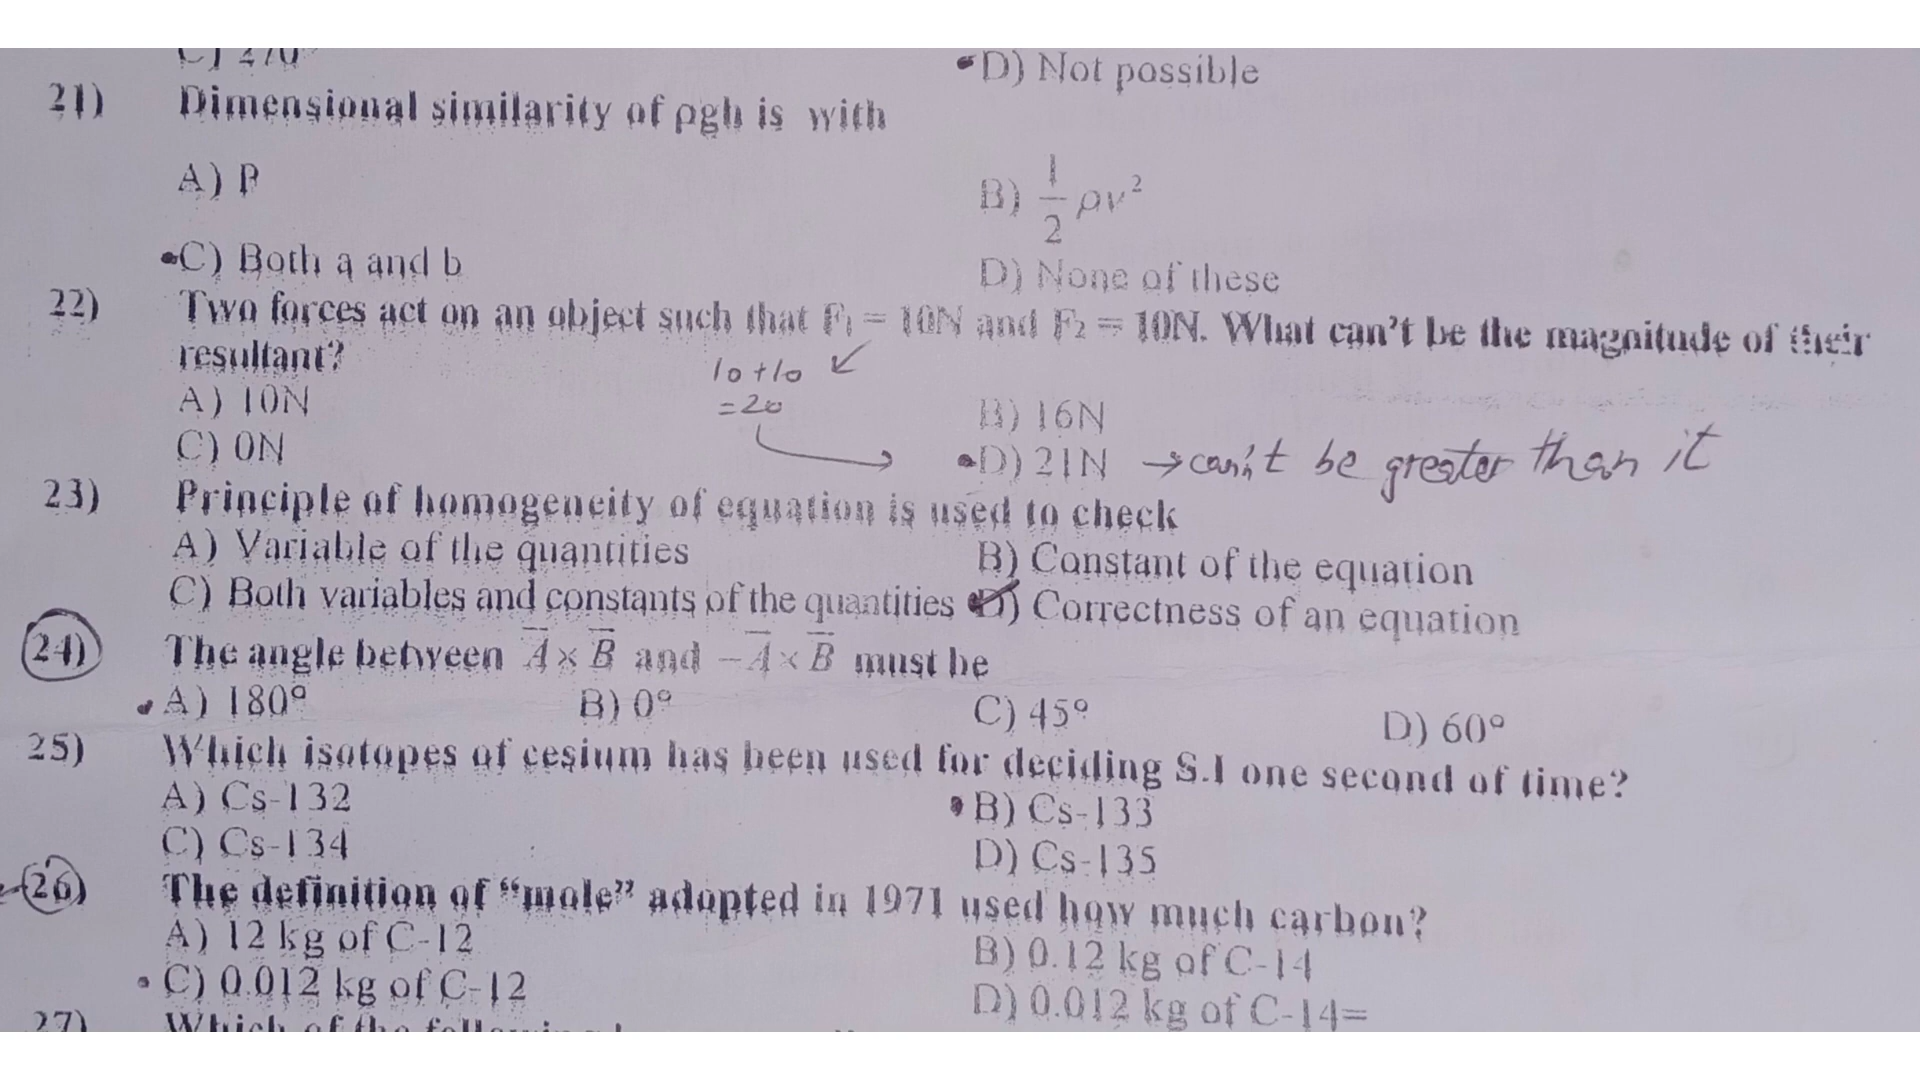 D) Not possible
21) Dimensional similarity of ρgh is with
A) P
B) 1/2 ρv²
C) Both a and b
D) None of these
22) Two forces act on an object such that F₁ = 10N and F₂ = 10N. What can't be the magnitude of their
resultant?
10+10
=20
A) 10N
B) 16N
C) 0N
D) 21N → can't be greater than it
23) Principle of homogeneity of equation is used to check
A) Variable of the quantities
B) Constant of the equation
C) Both variables and constants of the quantities D) Correctness of an equation
24) The angle between A⃗ × B⃗ and −A⃗ × B⃗ must be
A) 180° B) 0° C) 45° D) 60°
25) Which isotopes of cesium has been used for deciding S.I one second of time?
A) Cs-132
B) Cs-133
C) Cs-134
D) Cs-135
26) The definition of “mole” adopted in 1971 used how much carbon?
A) 12 kg of C-12
B) 0.12 kg of C-14
C) 0.012 kg of C-12
D) 0.012 kg of C-14=
27) Which of the